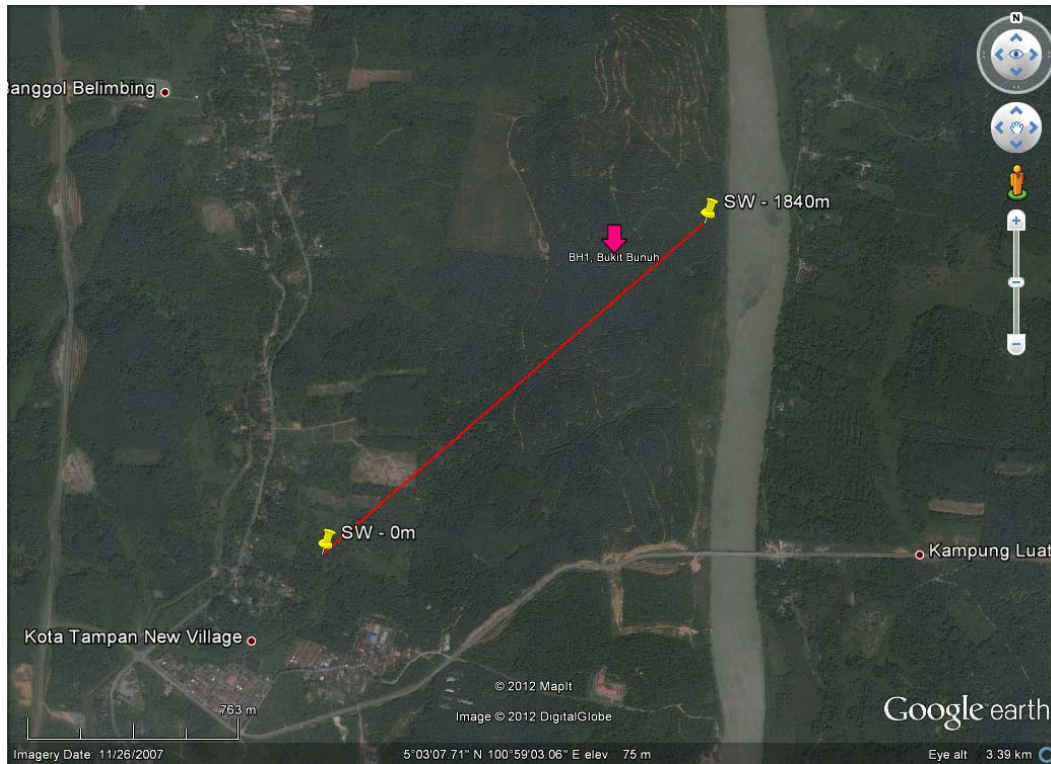 N
Banggol Belimbing
SW - 1840m
BH1, Bukit Bunuh
SW - 0m
Kampung Luat
Kota Tampan New Village
763 m
© 2012 MapIt
Image © 2012 DigitalGlobe
Google earth
Imagery Date: 11/26/2007
5°03'07.71" N 100°59'03.06" E elev 75 m
Eye alt 3.39 km